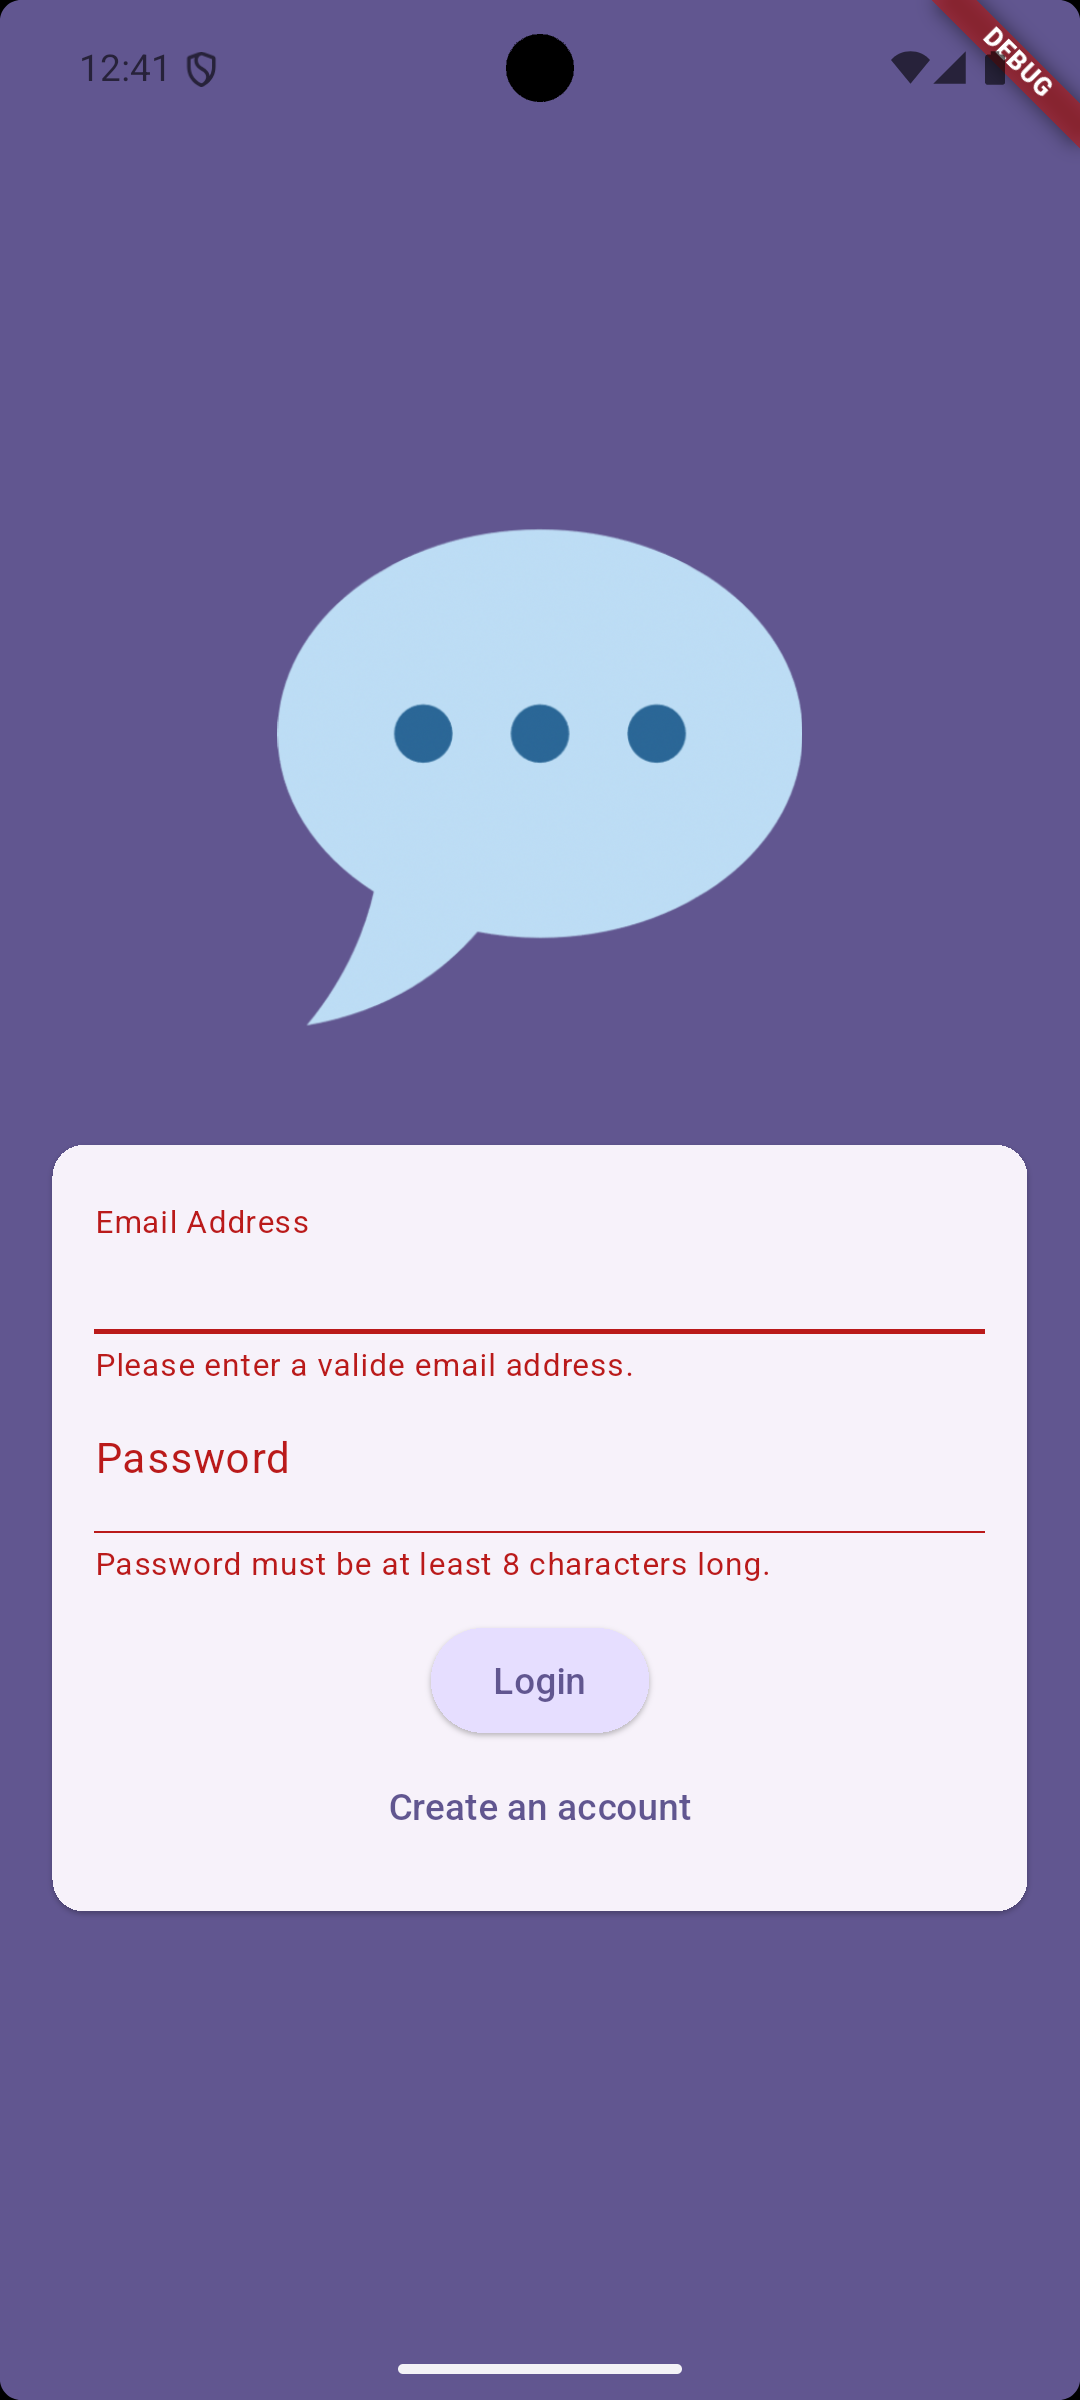 12:41
DEBUG
Email Address
Please enter a valide email address.
Password
Password must be at least 8 characters long.
Login
Create an account